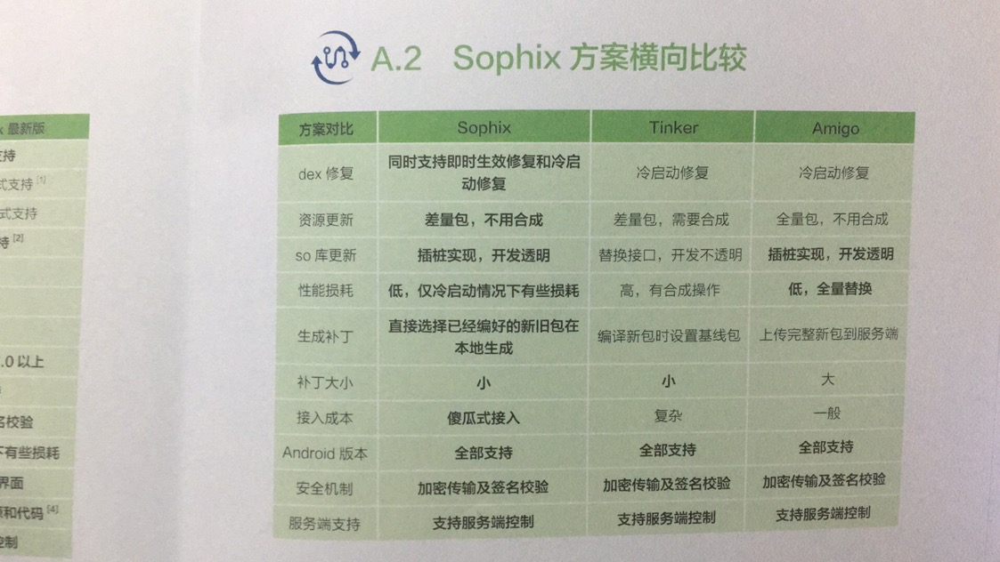 A.2 Sophix 方案横向比较
最新版
持
式支持 [1]
式支持
持 [2]
.0 以上
名校验
下有些损耗
界面
和代码 [4]
控制
方案对比 Sophix Tinker Amigo
dex 修复 同时支持即时生效修复和冷启 冷启动修复 冷启动修复
动修复
资源更新 差量包，不用合成 差量包，需要合成 全量包，不用合成
so 库更新 插桩实现，开发透明 替换接口，开发不透明 插桩实现，开发透明
性能损耗 低，仅冷启动情况下有些损耗 高，有合成操作 低，全量替换
生成补丁 直接选择已经编好的新旧包在 编译新包时设置基线包 上传完整新包到服务端
本地生成
补丁大小 小 小 大
接入成本 傻瓜式接入 复杂 一般
Android 版本 全部支持 全部支持 全部支持
安全机制 加密传输及签名校验 加密传输及签名校验 加密传输及签名校验
服务端支持 支持服务端控制 支持服务端控制 支持服务端控制